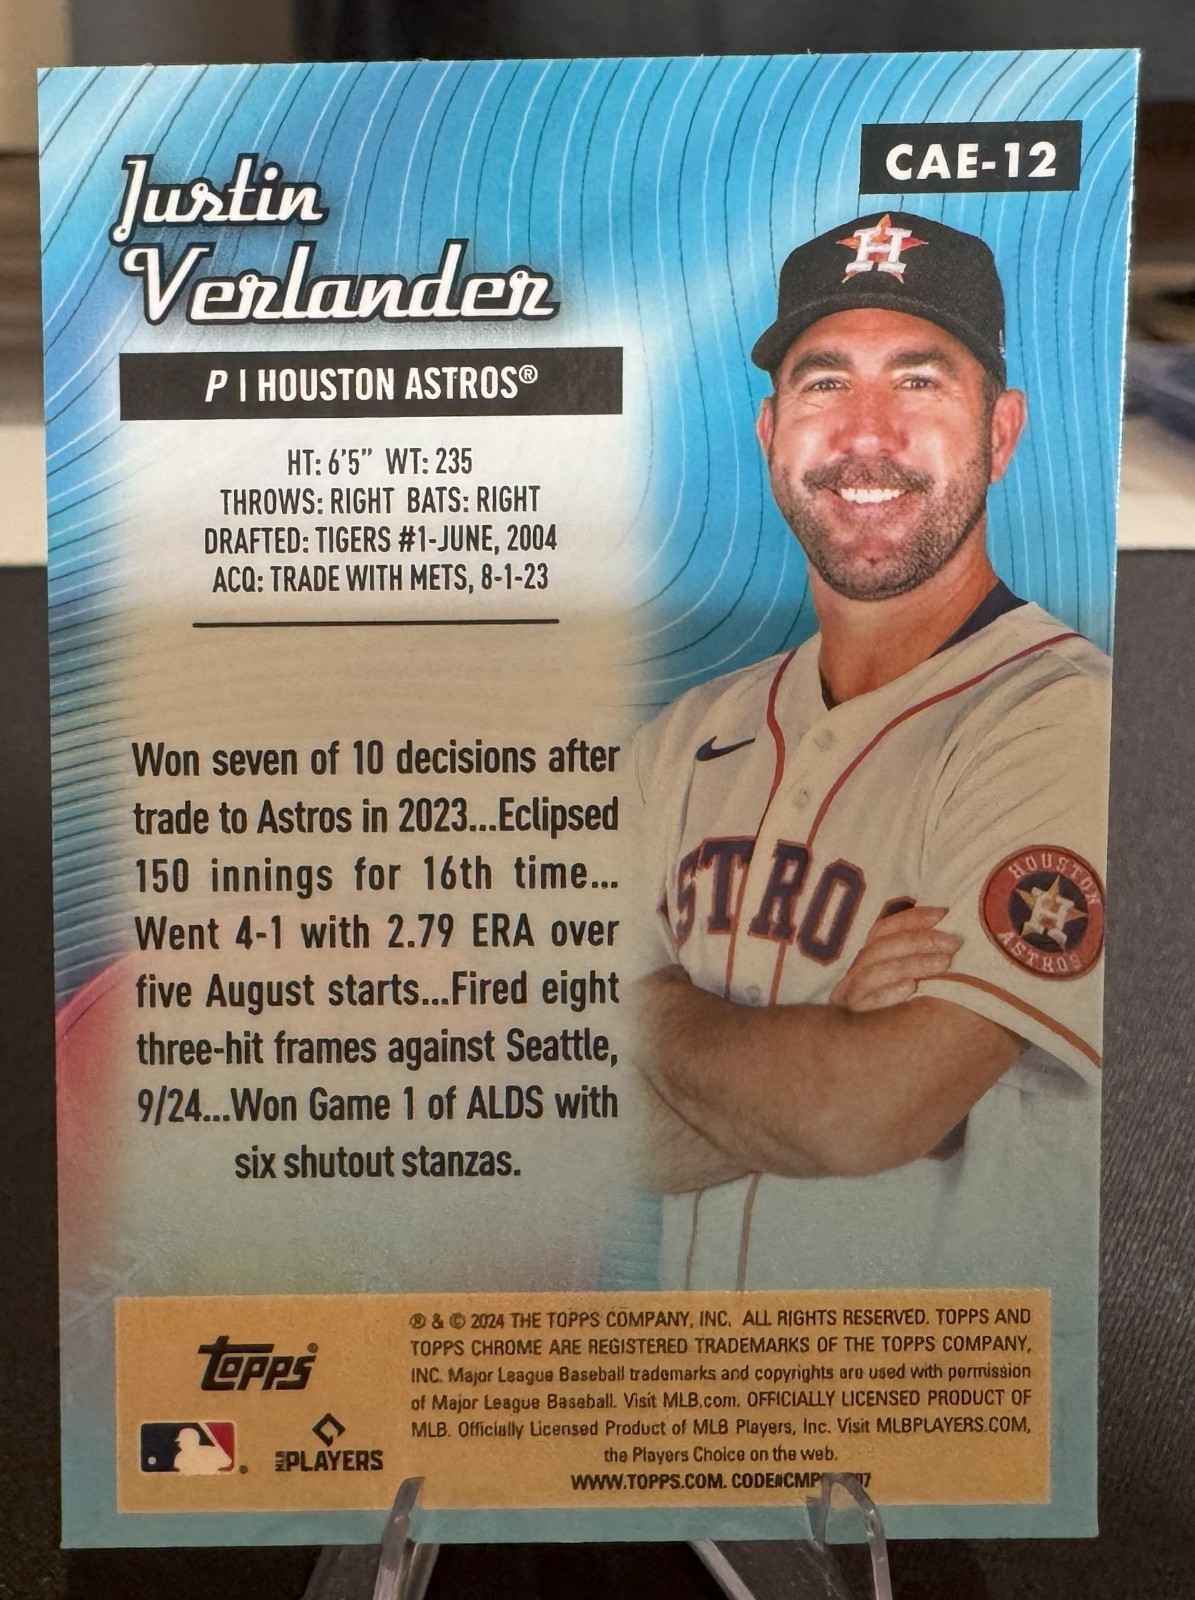 CAE-12
Justin
Verlander
P | HOUSTON ASTROS®
HT: 6'5" WT: 235
THROWS: RIGHT BATS: RIGHT
DRAFTED: TIGERS #1-JUNE, 2004
ACQ: TRADE WITH METS, 8-1-23
H
STRO
HOUSTON
H
ASTROS
Won seven of 10 decisions after
trade to Astros in 2023...Eclipsed
150 innings for 16th time...
Went 4-1 with 2.79 ERA over
five August starts...Fired eight
three-hit frames against Seattle,
9/24...Won Game 1 of ALDS with
six shutout stanzas.
topps®
MLB PLAYERS
® & © 2024 THE TOPPS COMPANY, INC. ALL RIGHTS RESERVED. TOPPS AND
TOPPS CHROME ARE REGISTERED TRADEMARKS OF THE TOPPS COMPANY,
INC. Major League Baseball trademarks and copyrights are used with permission
of Major League Baseball. Visit MLB.com. OFFICIALLY LICENSED PRODUCT OF
MLB. Officially Licensed Product of MLB Players, Inc. Visit MLBPLAYERS.COM,
the Players Choice on the web.
WWW.TOPPS.COM. CODE#CMP